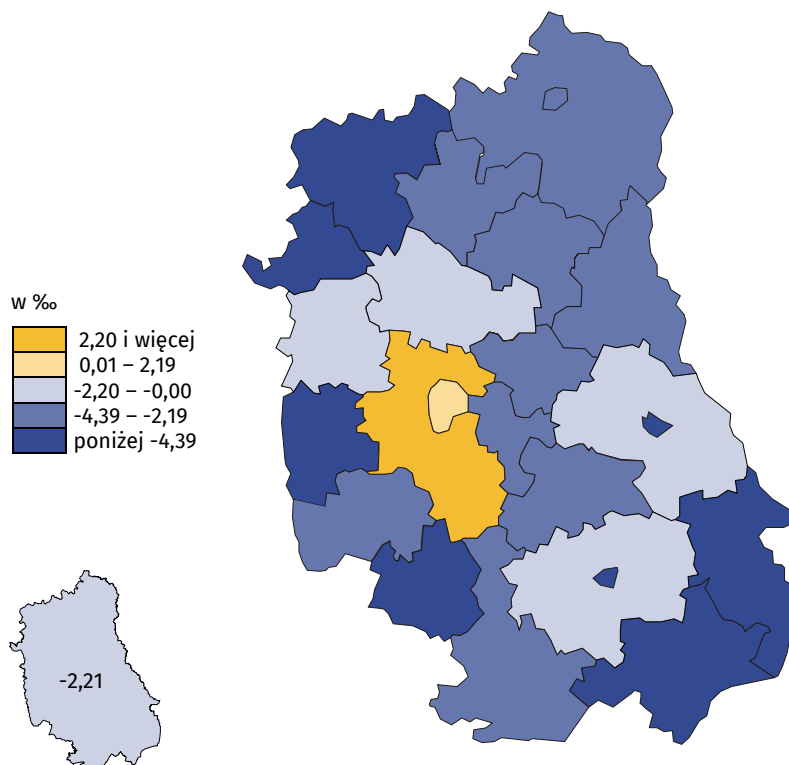 w ‰
2,20 i więcej
0,01 – 2,19
-2,20 – -0,00
-4,39 – -2,19
poniżej -4,39
-2,21